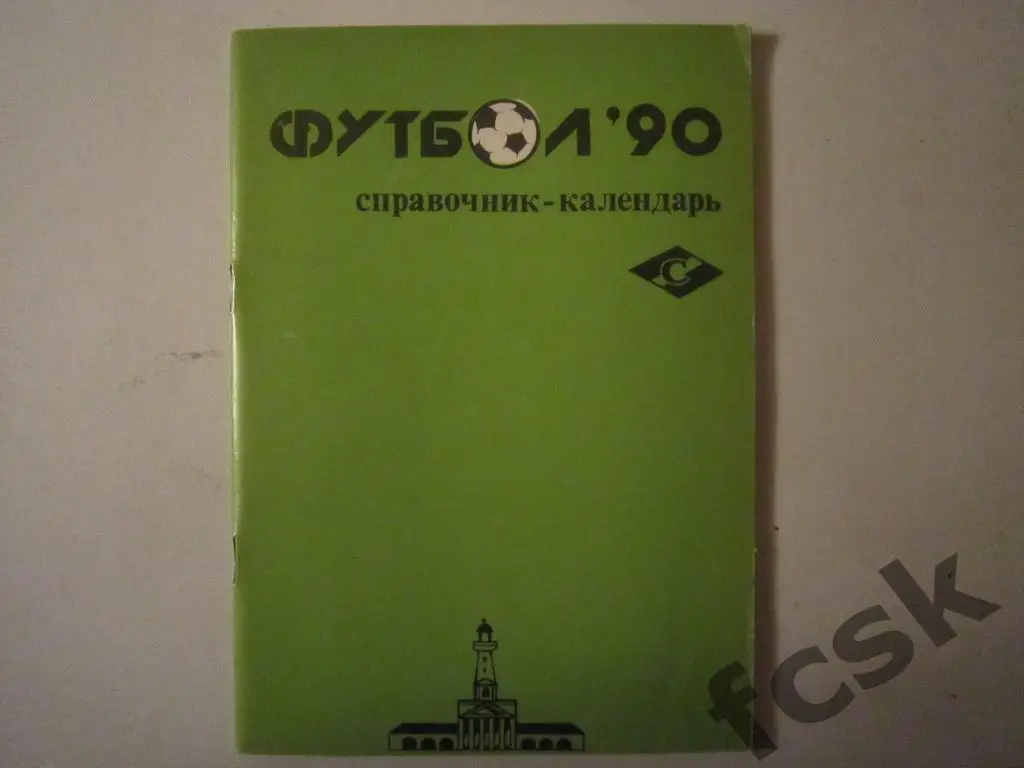 ФУТБОЛ '90
справочник-календарь
С
fcsk